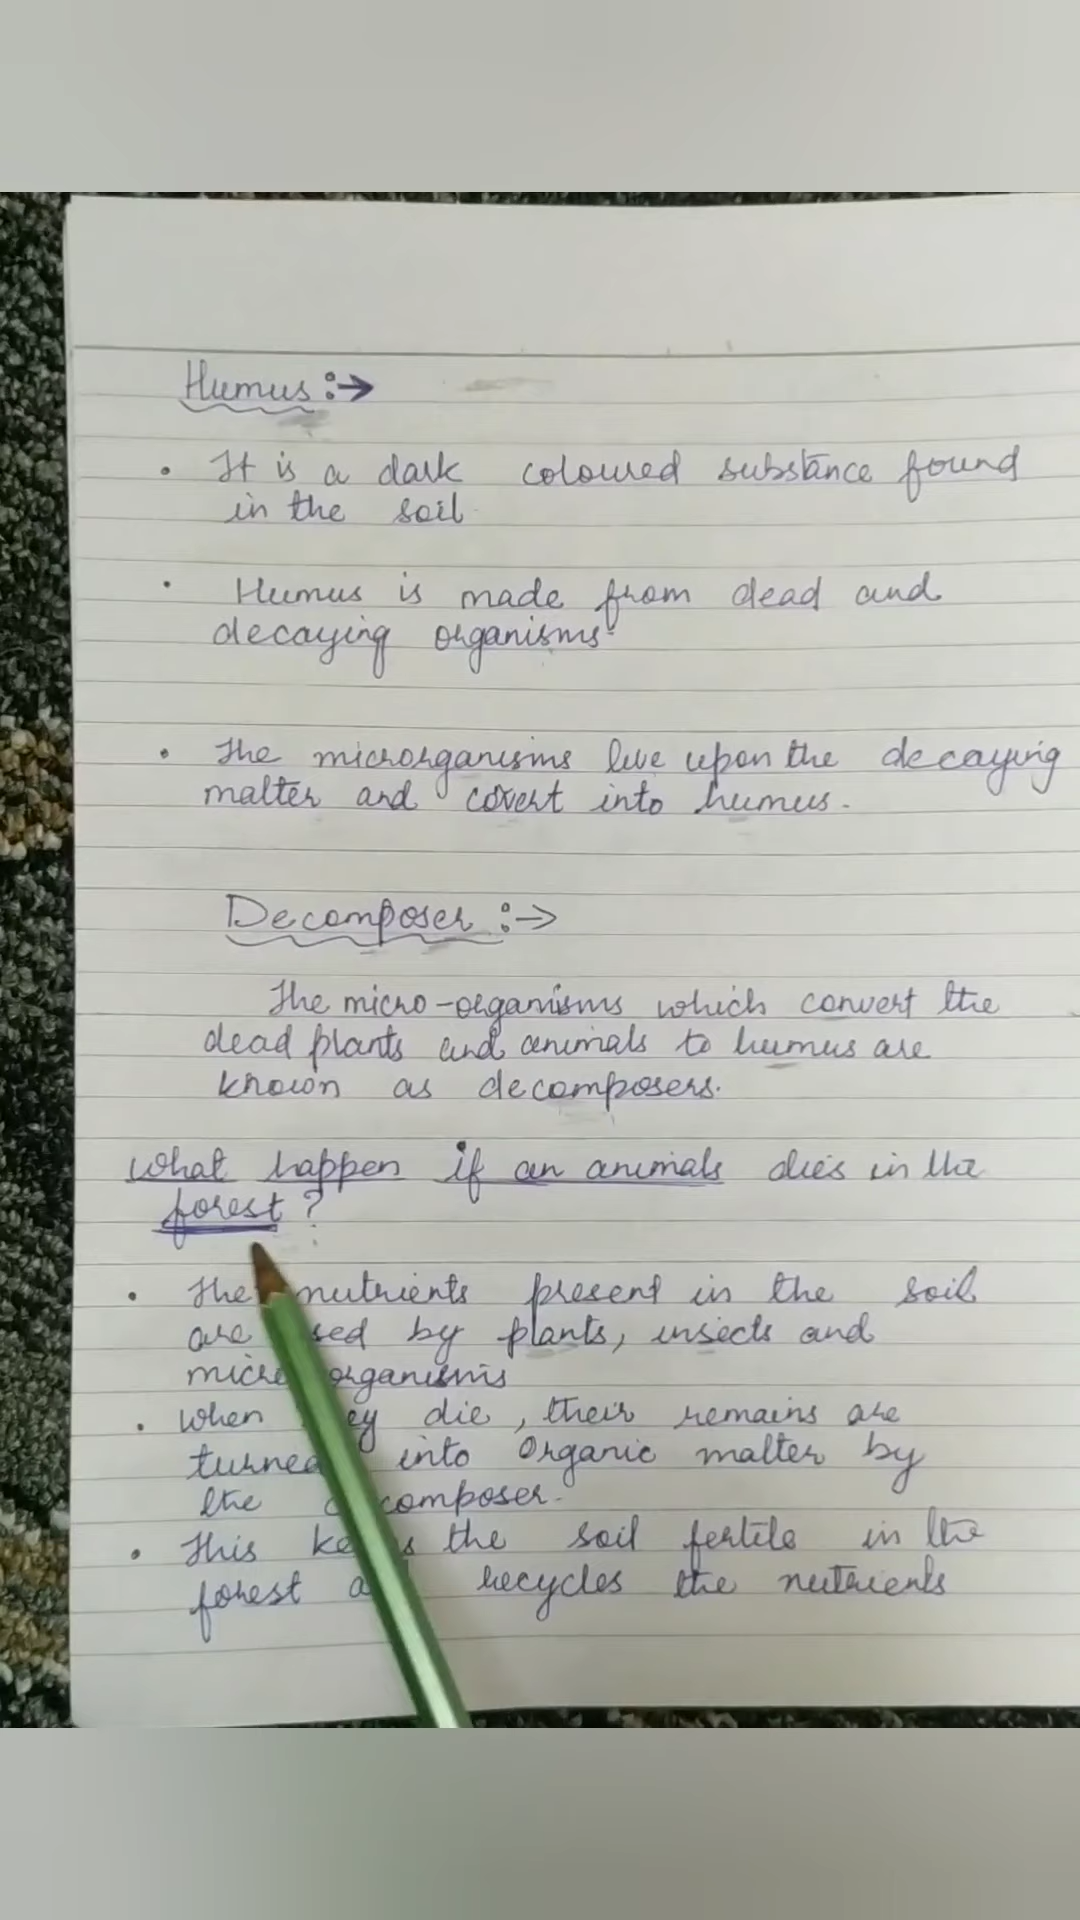 Humus :→
• It is a dark coloured substance found
in the soil
• Humus is made from dead and
decaying organisms.
• The microrganisms live upon the decaying
matter and covert into humus.
Decomposer :→
The micro-organisms which convert the
dead plants and animals to humus are
known as decomposers.
What happen if an animals dies in the
forest ?
• The nutrients present in the soil
are by plants, insects and
• When die, their remains are
into Organic matter by
the
• This the soil fertile in the
forest recycles the nutrients